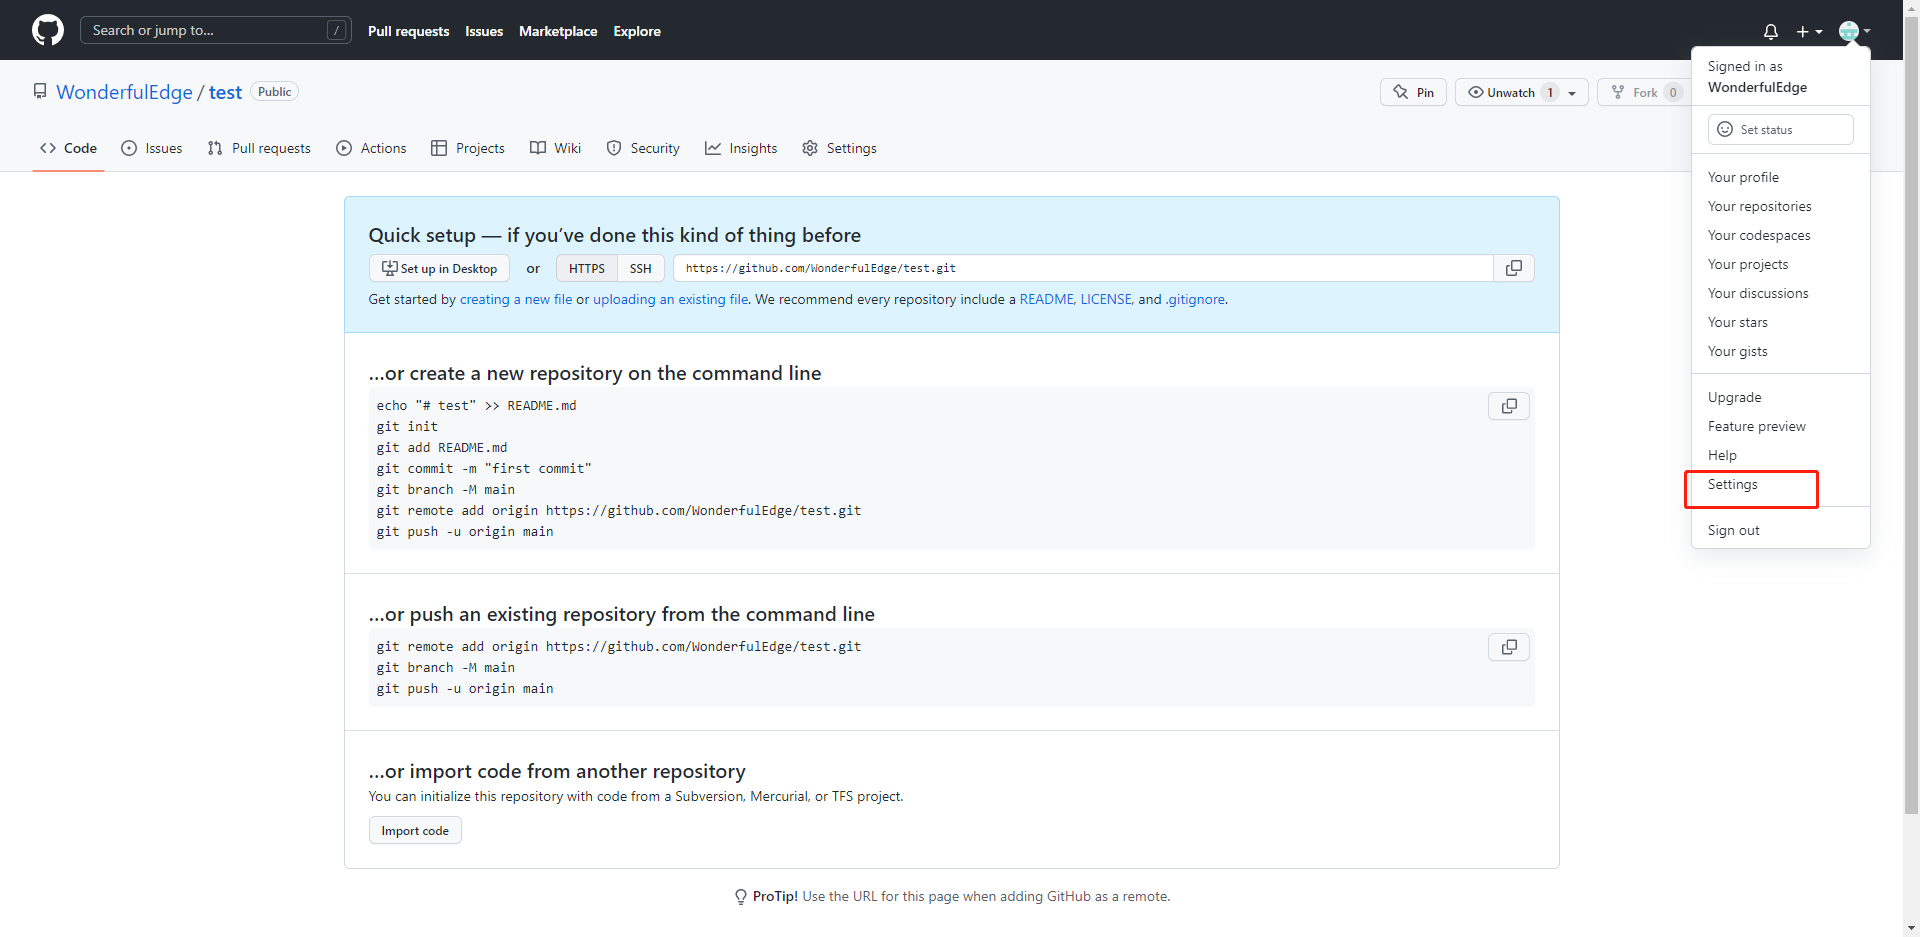 Search or jump to... /
Pull requests Issues Marketplace Explore
WonderfulEdge / test Public
Pin Unwatch 1 Fork 0
Code Issues Pull requests Actions Projects Wiki Security Insights Settings
Signed in as
WonderfulEdge
Set status
Your profile
Your repositories
Your codespaces
Your projects
Your discussions
Your stars
Your gists
Upgrade
Feature preview
Help
Settings
Sign out
Quick setup — if you’ve done this kind of thing before
Set up in Desktop or HTTPS SSH https://github.com/WonderfulEdge/test.git
Get started by creating a new file or uploading an existing file. We recommend every repository include a README, LICENSE, and .gitignore.
…or create a new repository on the command line
echo "# test" >> README.md
git init
git add README.md
git commit -m "first commit"
git branch -M main
git remote add origin https://github.com/WonderfulEdge/test.git
git push -u origin main
…or push an existing repository from the command line
git remote add origin https://github.com/WonderfulEdge/test.git
git branch -M main
git push -u origin main
…or import code from another repository
You can initialize this repository with code from a Subversion, Mercurial, or TFS project.
Import code
ProTip! Use the URL for this page when adding GitHub as a remote.